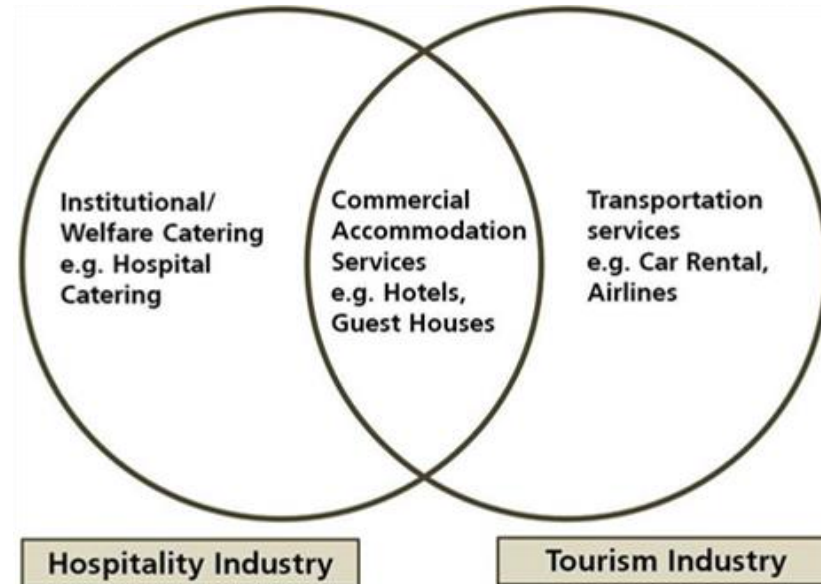 Institutional/
Welfare Catering
e.g. Hospital
Catering
Commercial
Accommodation
Services
e.g. Hotels,
Guest Houses
Transportation
services
e.g. Car Rental,
Airlines
Hospitality Industry
Tourism Industry